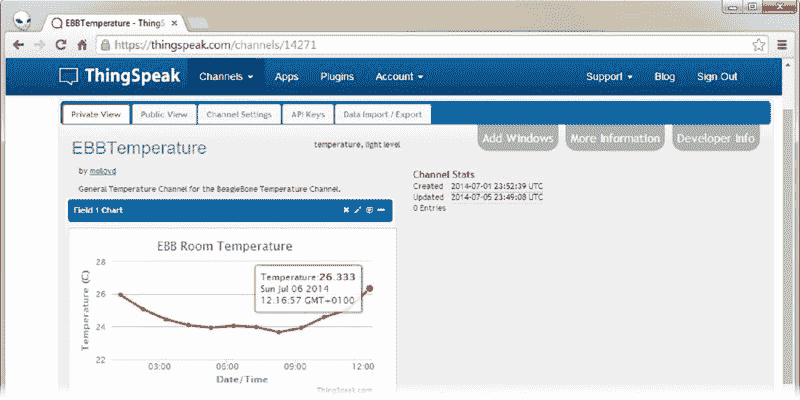 EBBTemperature - ThingS
https://thingspeak.com/channels/14271
ThingSpeak Channels Apps Plugins Account Support Blog Sign Out
Private View Public View Channel Settings API Keys Data Import / Export
Add Windows More Information Developer Info
EBBTemperature temperature, light level
by molloyd
General Temperature Channel for the BeagleBone Temperature Channel.
Channel Stats
Created 2014-07-01 23:52:39 UTC
Updated 2014-07-05 23:49:08 UTC
0 Entries
Field 1 Chart
EBB Room Temperature
Temperature (C)
28
26
24
22
Temperature:26.333
Sun Jul 06 2014
12:16:57 GMT+0100
03:00 06:00 09:00 12:00
Date/Time
ThingSpeak.com